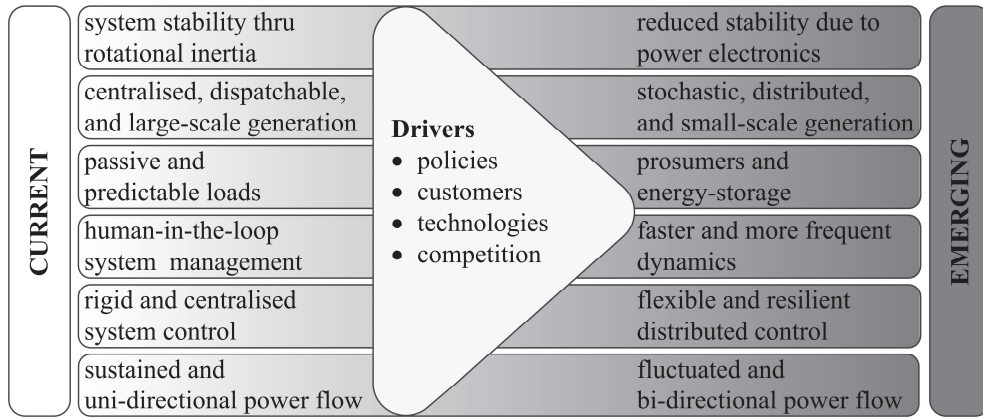 CURRENT
system stability thru
rotational inertia
centralised, dispatchable,
and large-scale generation
passive and
predictable loads
human-in-the-loop
system management
rigid and centralised
system control
sustained and
uni-directional power flow
Drivers
• policies
• customers
• technologies
• competition
reduced stability due to
power electronics
stochastic, distributed,
and small-scale generation
prosumers and
energy-storage
faster and more frequent
dynamics
flexible and resilient
distributed control
fluctuated and
bi-directional power flow
EMERGING